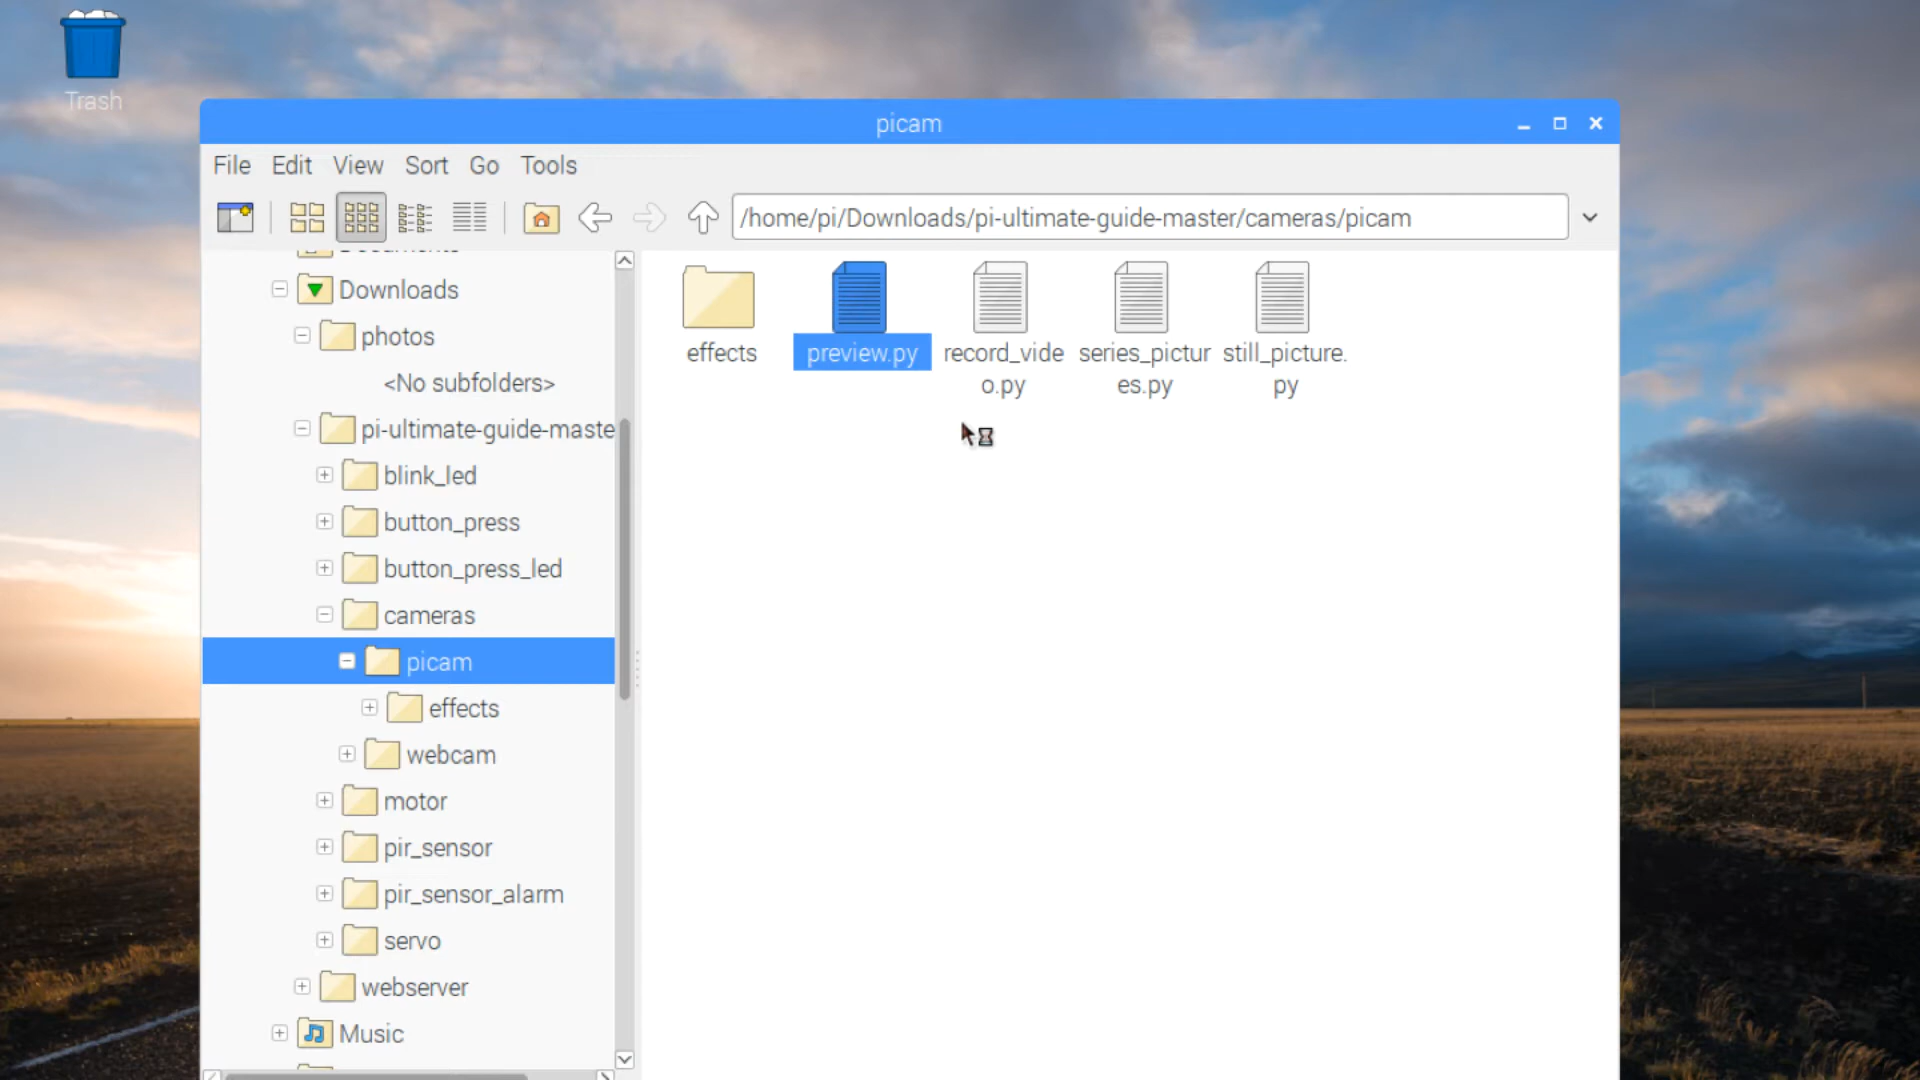 Trash
picam
File Edit View Sort Go Tools
/home/pi/Downloads/pi-ultimate-guide-master/cameras/picam
Documents
Downloads
photos
<No subfolders>
pi-ultimate-guide-maste
blink_led
button_press
button_press_led
cameras
picam
effects
webcam
motor
pir_sensor
pir_sensor_alarm
servo
webserver
Music
effects
preview.py
record_vide
o.py
series_pictur
es.py
still_picture.
py